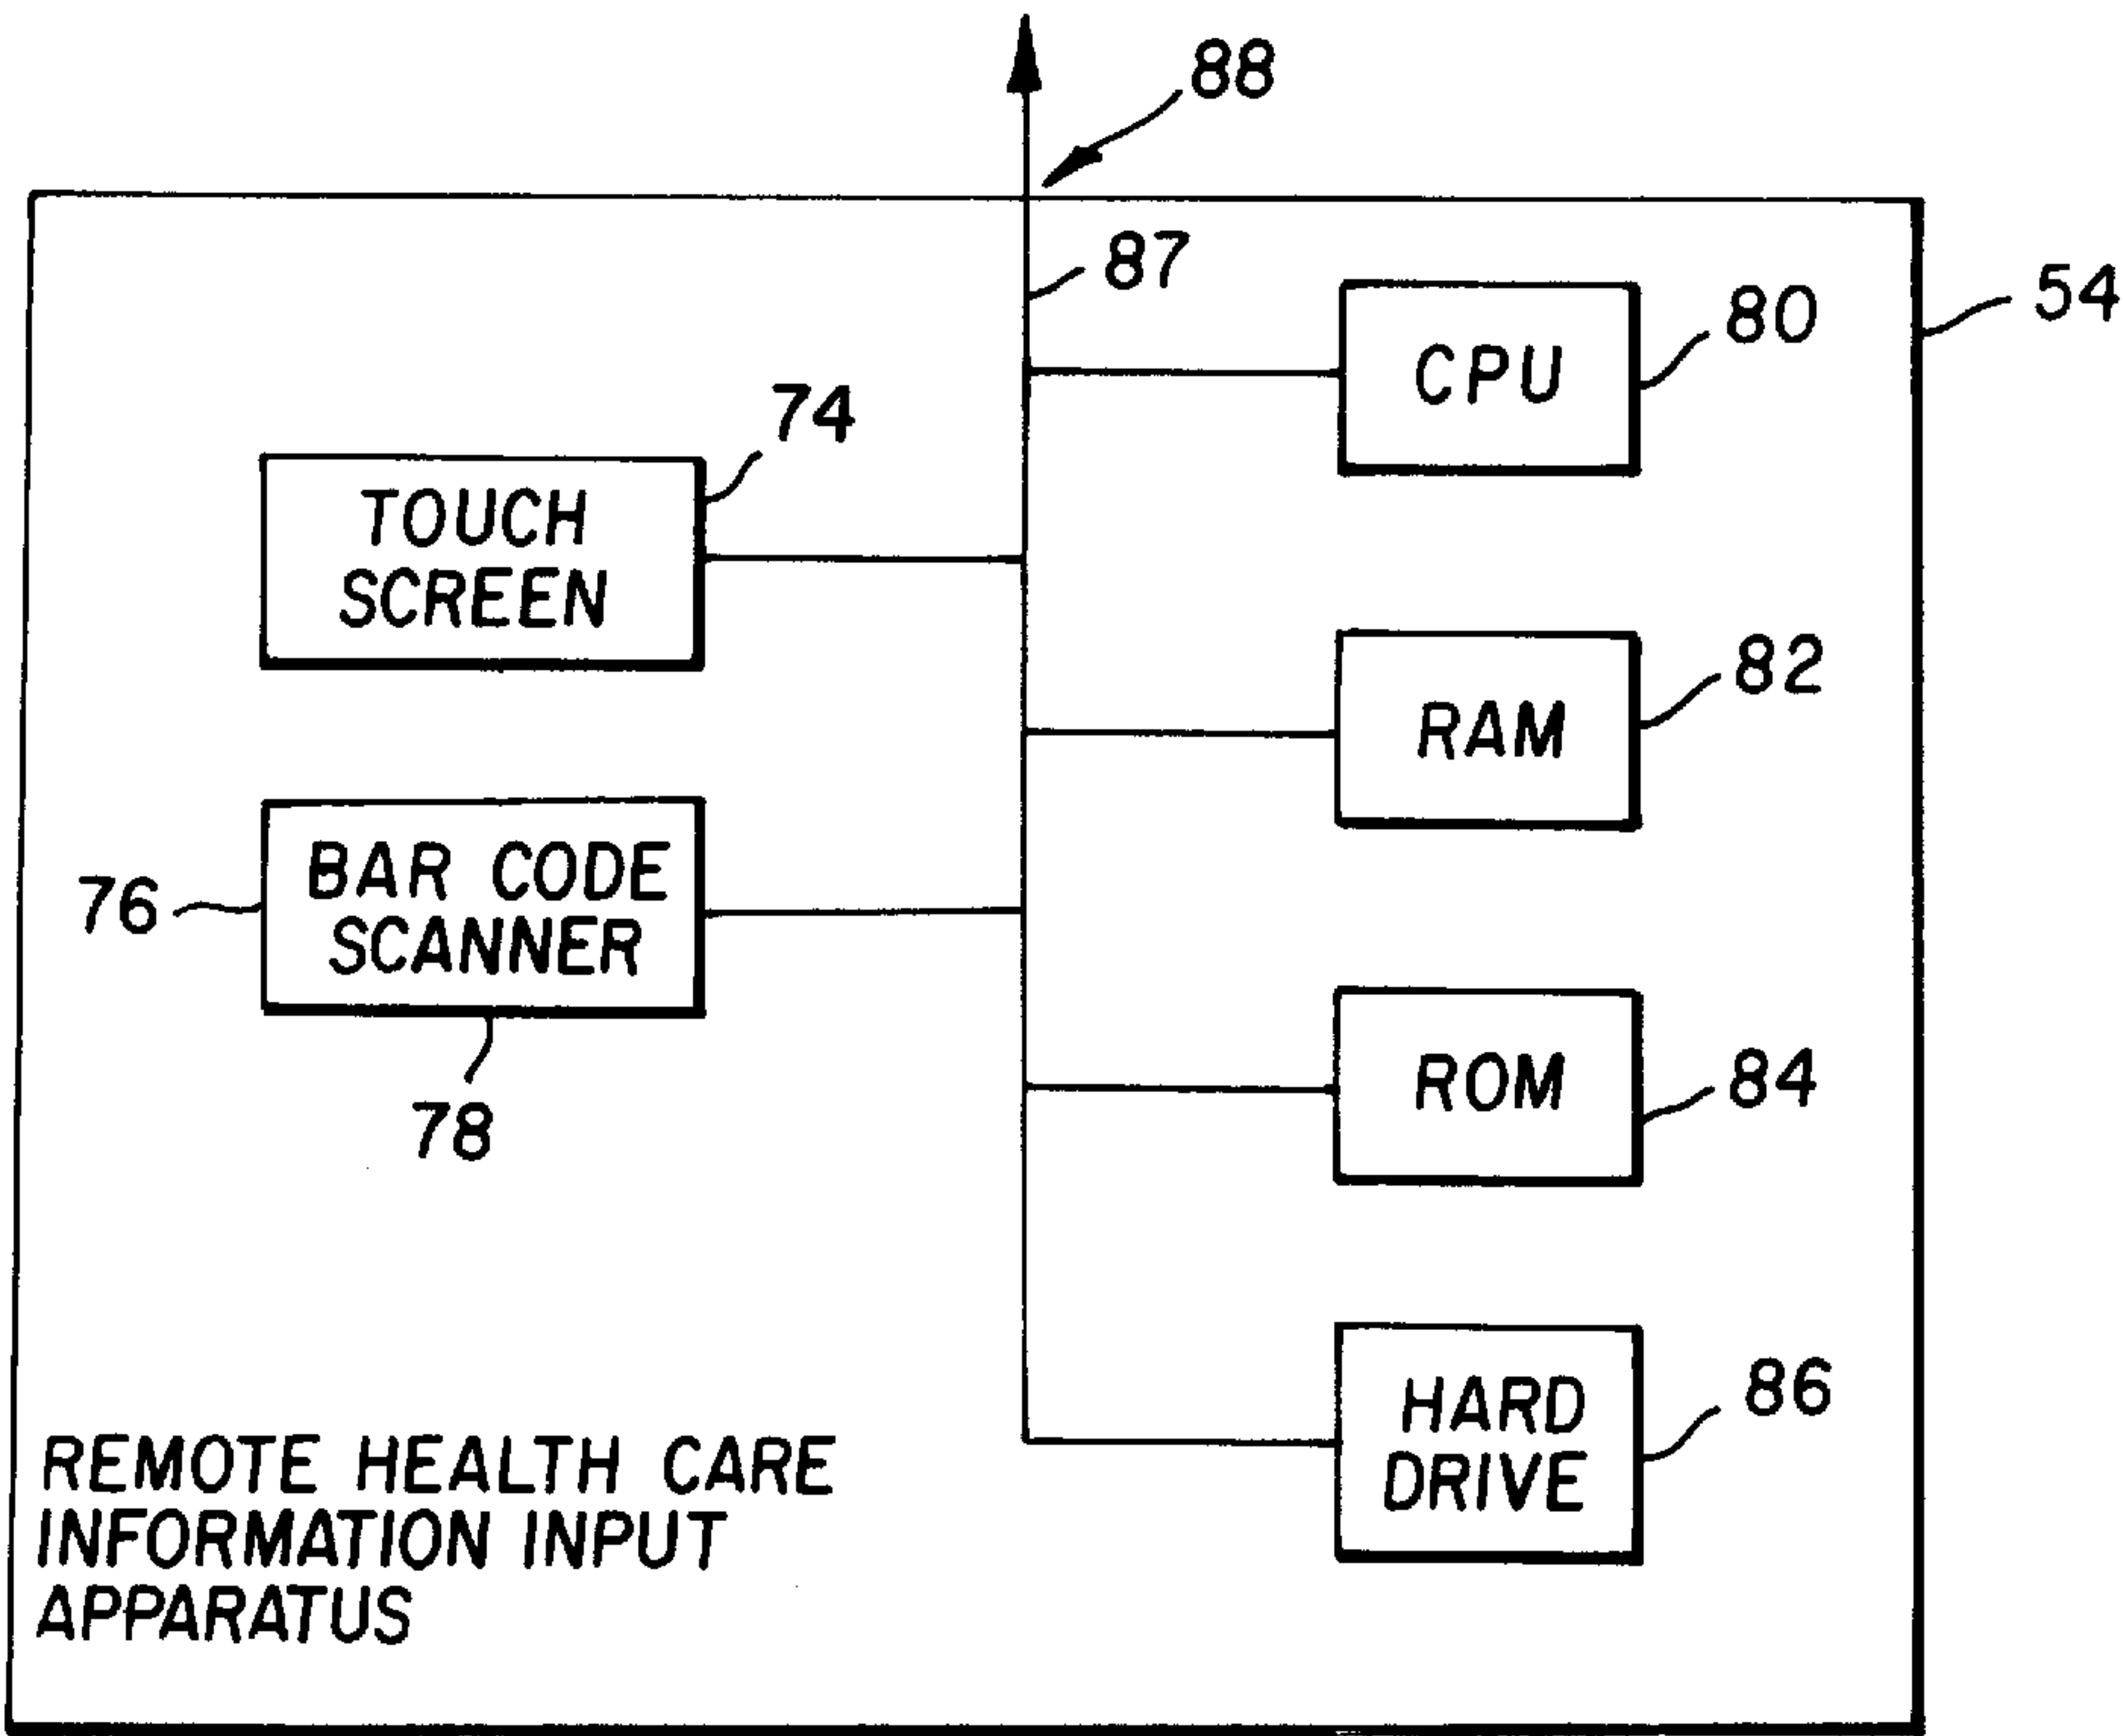 88
87
CPU
80
54
74
TOUCH
SCREEN
RAM
82
76
BAR CODE
SCANNER
78
ROM
84
HARD
DRIVE
86
REMOTE HEALTH CARE
INFORMATION INPUT
APPARATUS